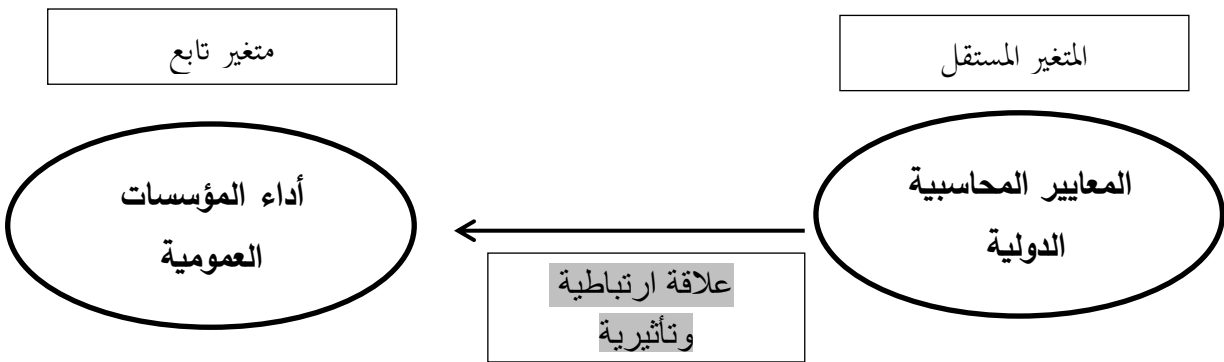 المتغير المستقل
متغير تابع
المعايير المحاسبية
الدولية
أداء المؤسسات
العمومية
علاقة ارتباطية
وتأثيرية